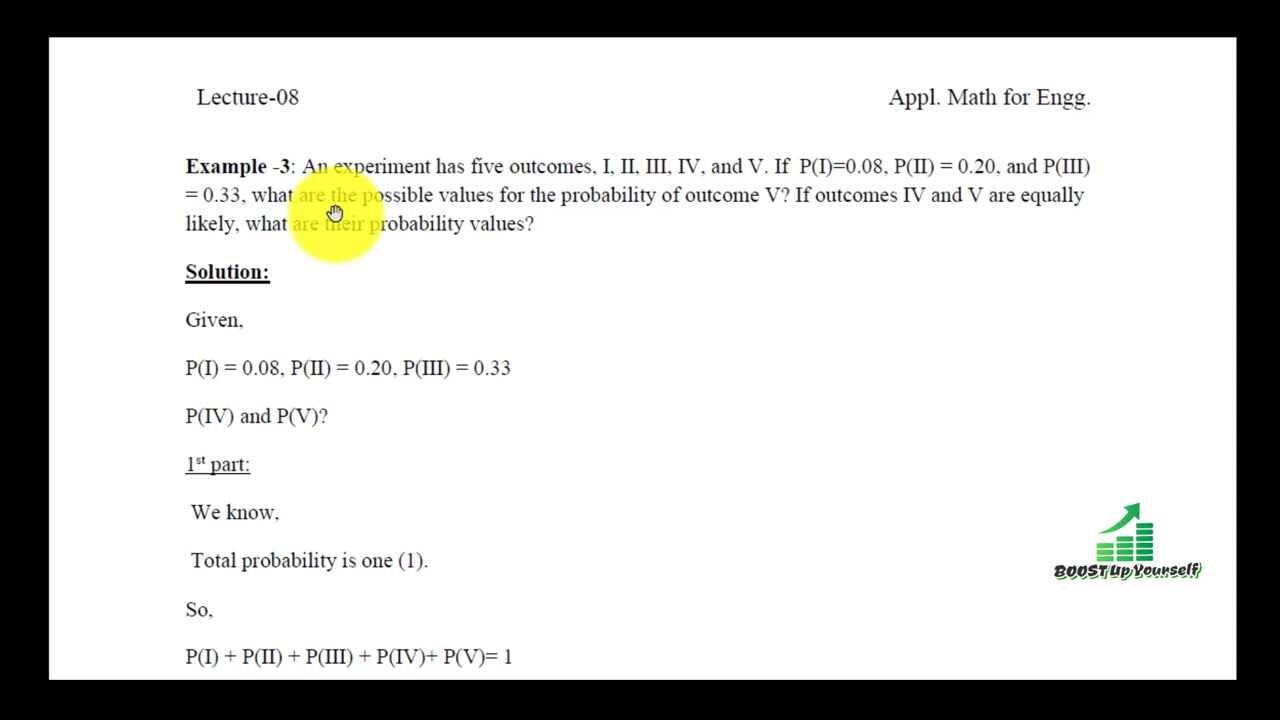 Lecture-08 Appl. Math for Engg.
Example -3: An experiment has five outcomes, I, II, III, IV, and V. If P(I)=0.08, P(II) = 0.20, and P(III)
= 0.33, what are the possible values for the probability of outcome V? If outcomes IV and V are equally
likely, what are their probability values?
Solution:
Given,
P(I) = 0.08, P(II) = 0.20, P(III) = 0.33
P(IV) and P(V)?
1st part:
We know,
Total probability is one (1).
BOOST Up Yourself
So,
P(I) + P(II) + P(III) + P(IV)+ P(V)= 1